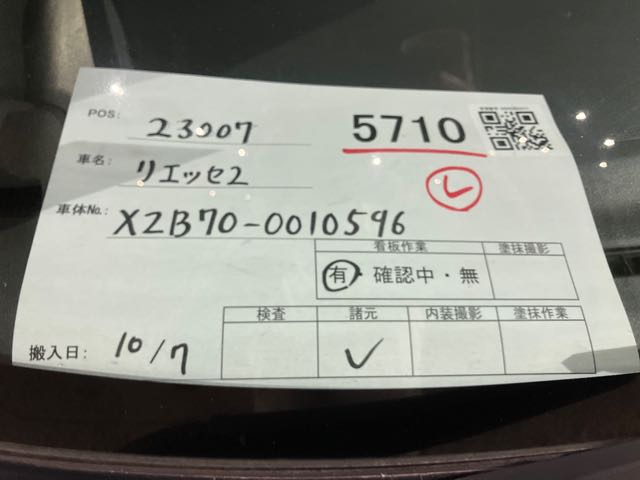 POS: 23007
5710
車名: リエッセ2
レ
車体No.: XZB70-0010596
看板作業 塗抹撮影
有・確認中・無
検査 諸元 内装撮影 塗抹作業
搬入日: 10/7 ✓